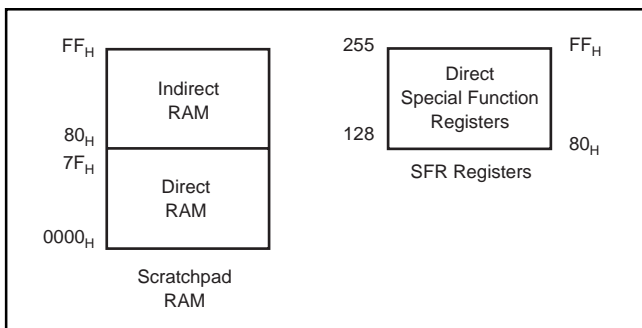 FFH
Indirect
RAM
80H
7FH
Direct
RAM
0000H
Scratchpad
RAM
255
FFH
Direct
Special Function
Registers
128
80H
SFR Registers